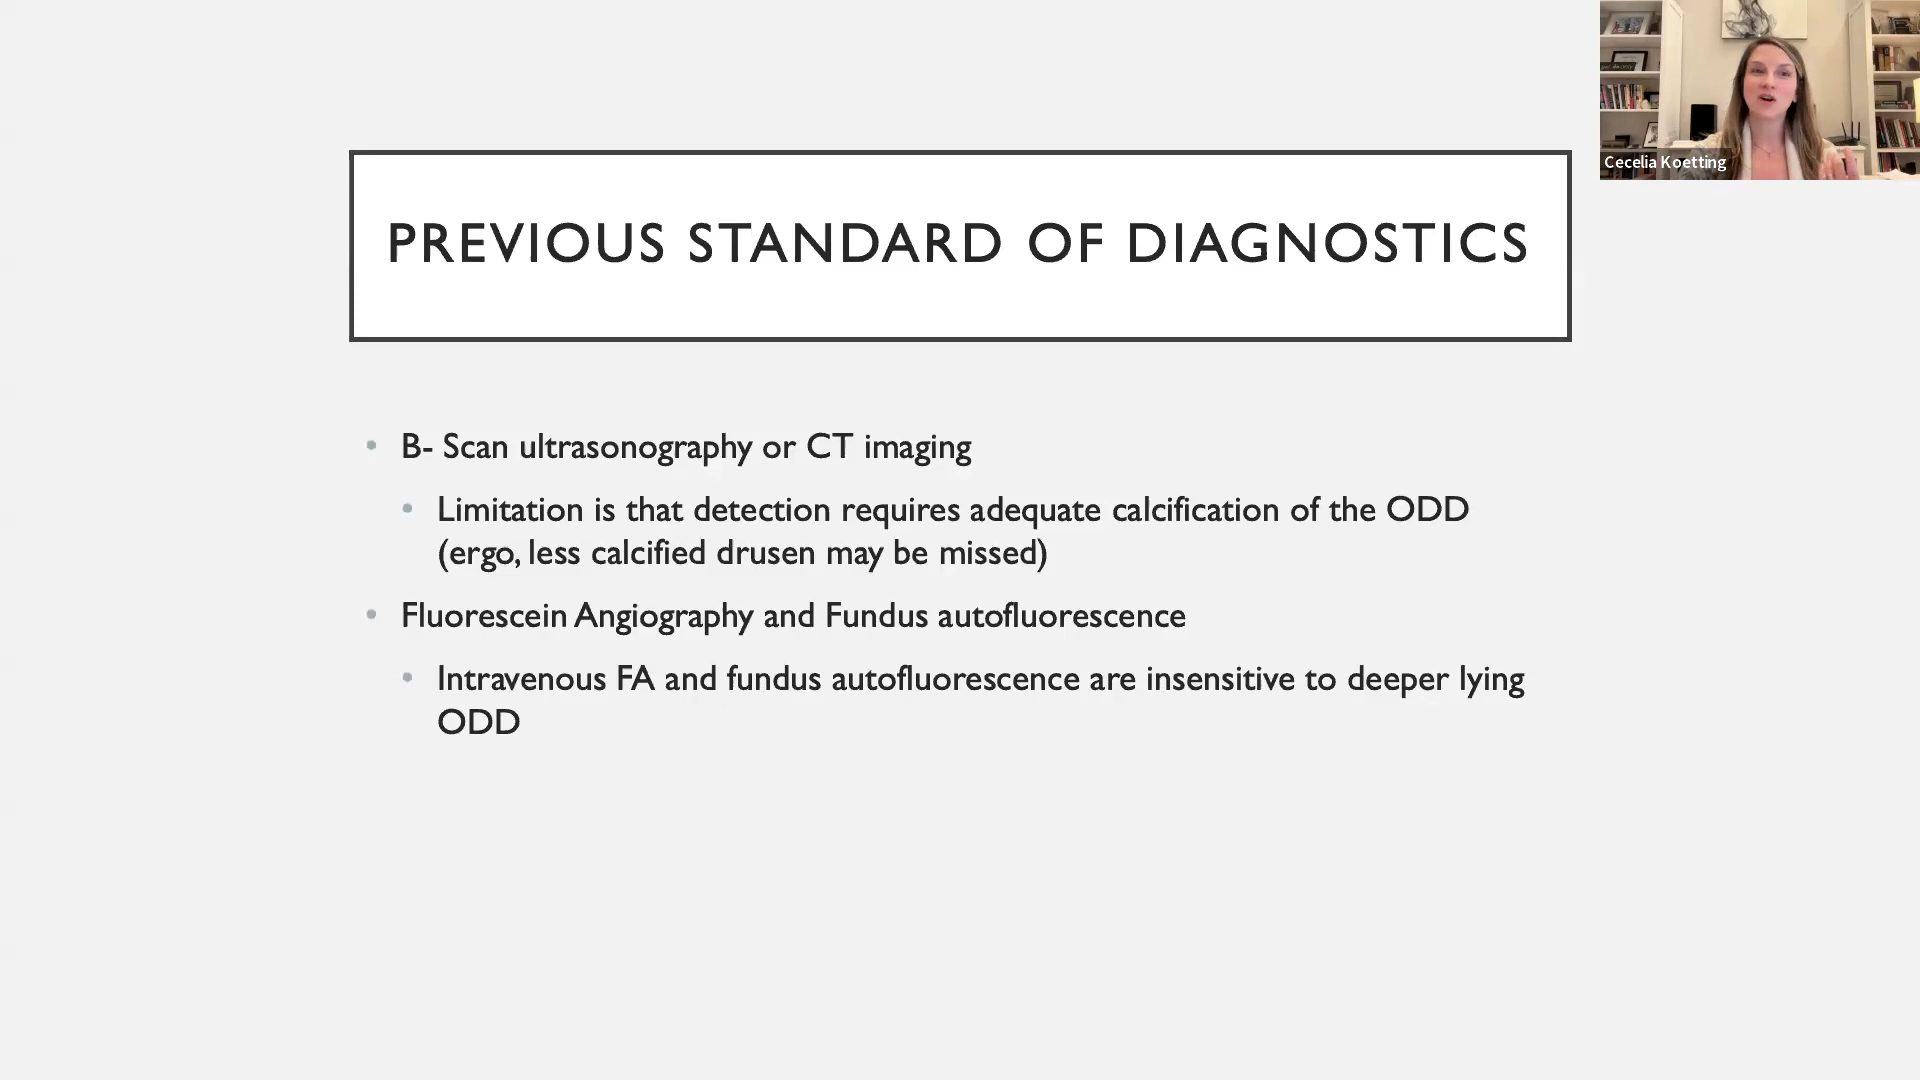 Cecelia Koetting
PREVIOUS STANDARD OF DIAGNOSTICS
• B- Scan ultrasonography or CT imaging
• Limitation is that detection requires adequate calcification of the ODD
(ergo, less calcified drusen may be missed)
• Fluorescein Angiography and Fundus autofluorescence
• Intravenous FA and fundus autofluorescence are insensitive to deeper lying
ODD